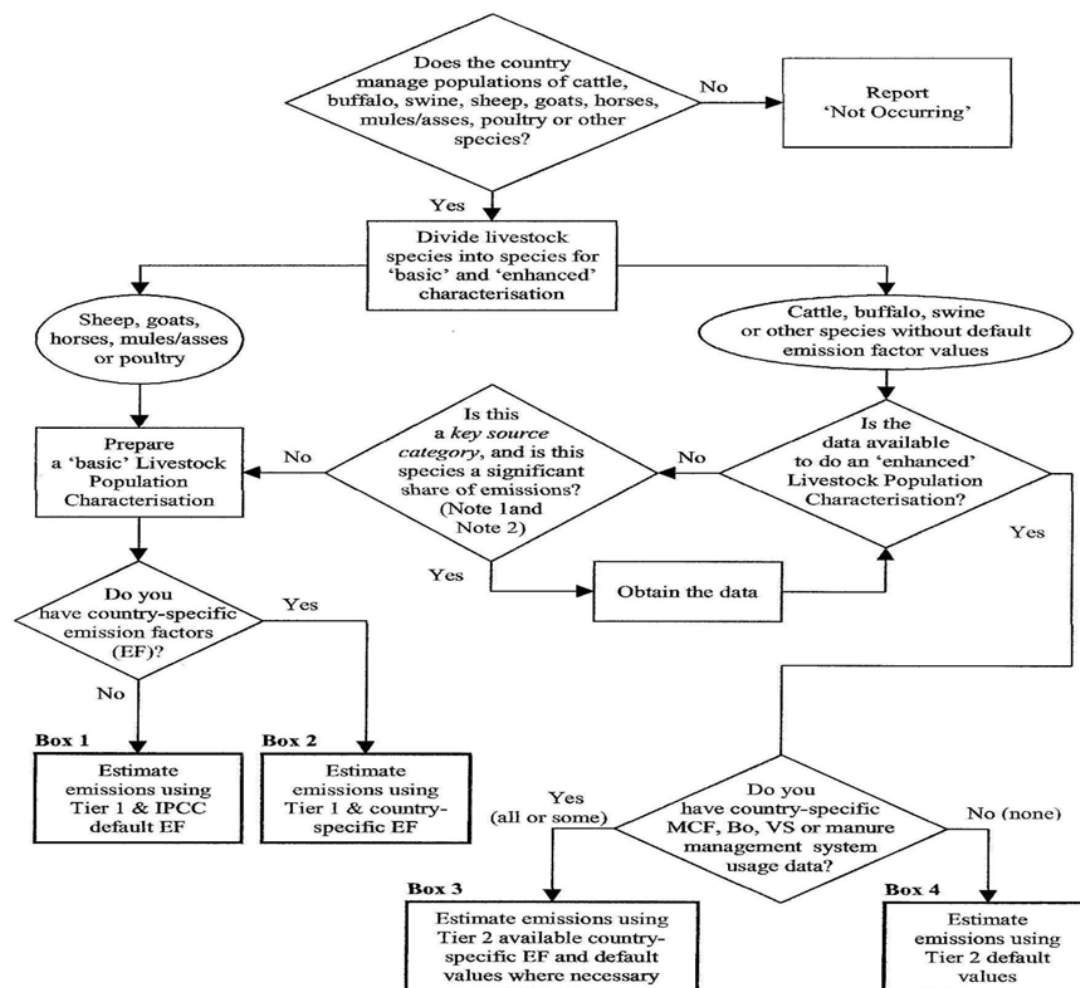 Does the country
manage populations of cattle,
buffalo, swine, sheep, goats, horses,
mules/asses, poultry or other
species?
No
Report
‘Not Occurring’
Yes
Divide livestock
species into species for
‘basic’ and ‘enhanced’
characterisation
Sheep, goats,
horses, mules/asses
or poultry
Cattle, buffalo, swine
or other species without default
emission factor values
Prepare
a ‘basic’ Livestock
Population
Characterisation
No
Is this
a key source
category, and is this
species a significant
share of emissions?
(Note 1and
Note 2)
No
Is the
data available
to do an ‘enhanced’
Livestock Population
Characterisation?
Yes
Yes
Obtain the data
Do you
have country-specific
emission factors
(EF)?
Yes
No
Box 1
Estimate
emissions using
Tier 1 & IPCC
default EF
Box 2
Estimate
emissions using
Tier 1 & country-
specific EF
Do you
have country-specific
MCF, Bo, VS or manure
management system
usage data?
Yes
(all or some)
No (none)
Box 3
Estimate emissions using
Tier 2 available country-
specific EF and default
values where necessary
Box 4
Estimate
emissions using
Tier 2 default
values